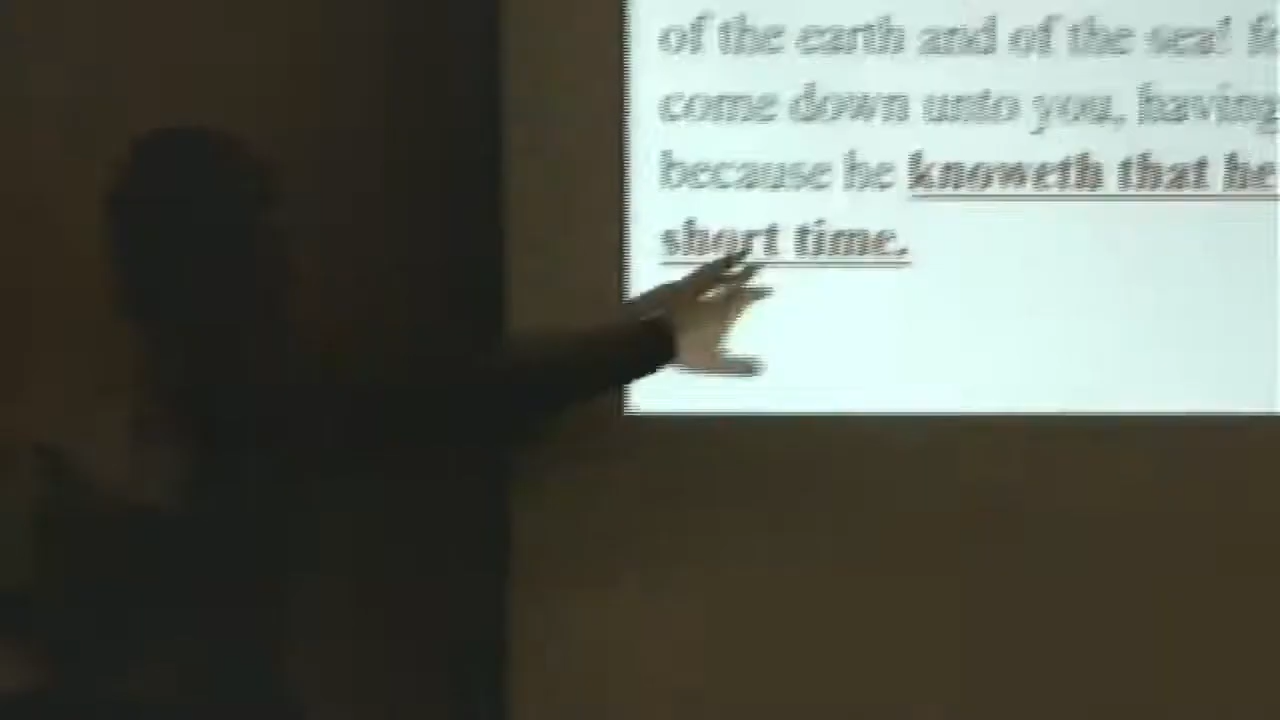 of the earth and of the sea! f
come down unto you, having
because he knoweth that he
short time.